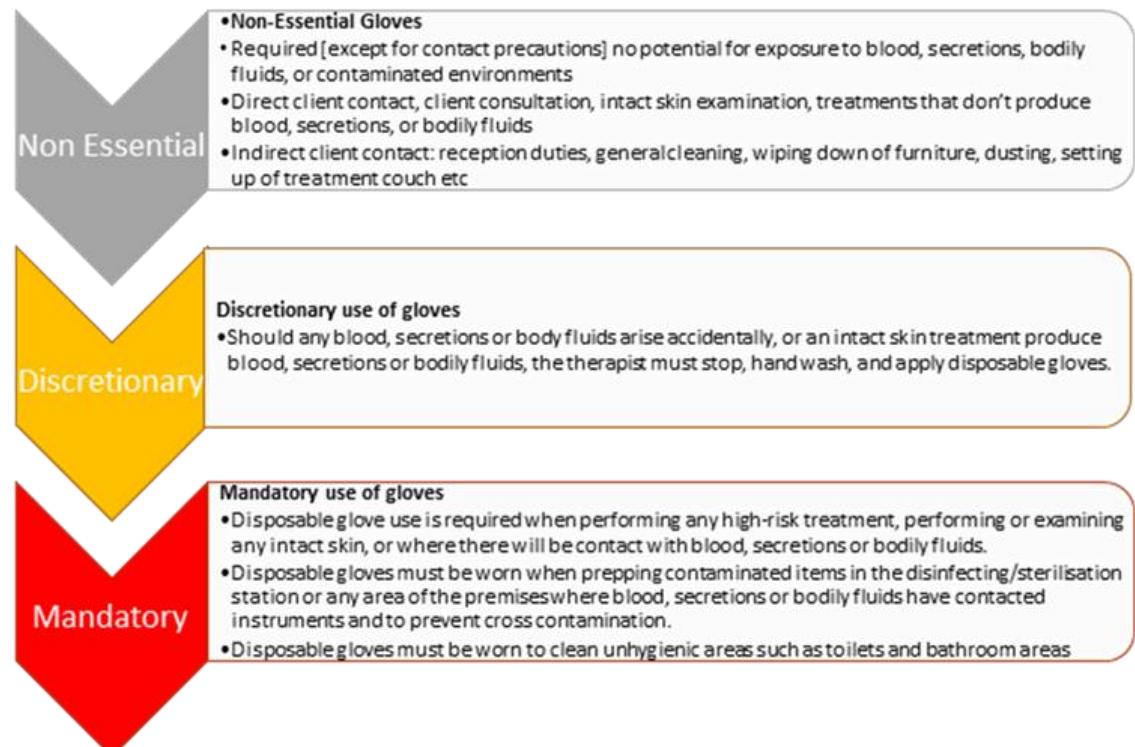 Non Essential
•Non-Essential Gloves
• Required [except for contact precautions] no potential for exposure to blood, secretions, bodily
fluids, or contaminated environments
•Direct client contact, client consultation, intact skin examination, treatments that don't produce
blood, secretions, or bodily fluids
•Indirect client contact: reception duties, general cleaning, wiping down of furniture, dusting, setting
up of treatment couch etc
Discretionary
Discretionary use of gloves
•Should any blood, secretions or body fluids arise accidentally, or an intact skin treatment produce
blood, secretions or bodily fluids, the therapist must stop, hand wash, and apply disposable gloves.
Mandatory
Mandatory use of gloves
•Disposable glove use is required when performing any high-risk treatment, performing or examining
any intact skin, or where there will be contact with blood, secretions or bodily fluids.
•Disposable gloves must be worn when prepping contaminated items in the disinfecting/sterilisation
station or any area of the premises where blood, secretions or bodily fluids have contacted
instruments and to prevent cross contamination.
•Disposable gloves must be worn to clean unhygienic areas such as toilets and bathroom areas